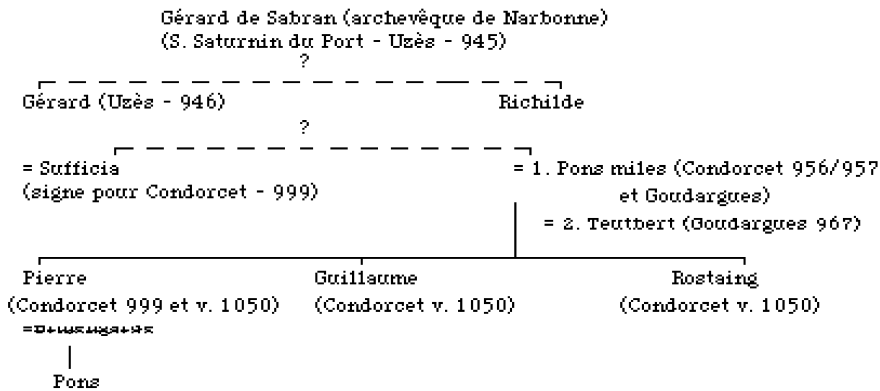 Gérard de Sabran (archevêque de Narbonne)
(S. Saturnin du Port - Uzès - 945)
?
Gérard (Uzès - 946) Richilde
?
= Sufficia = 1. Pons miles (Condorcet 956/957
(signe pour Condorcet - 999) et Goudargues)
= 2. Teutbert (Goudargues 967)
Pierre Guillaume Rostaing
(Condorcet 999 et v. 1050) (Condorcet v. 1050) (Condorcet v. 1050)
=
Pons